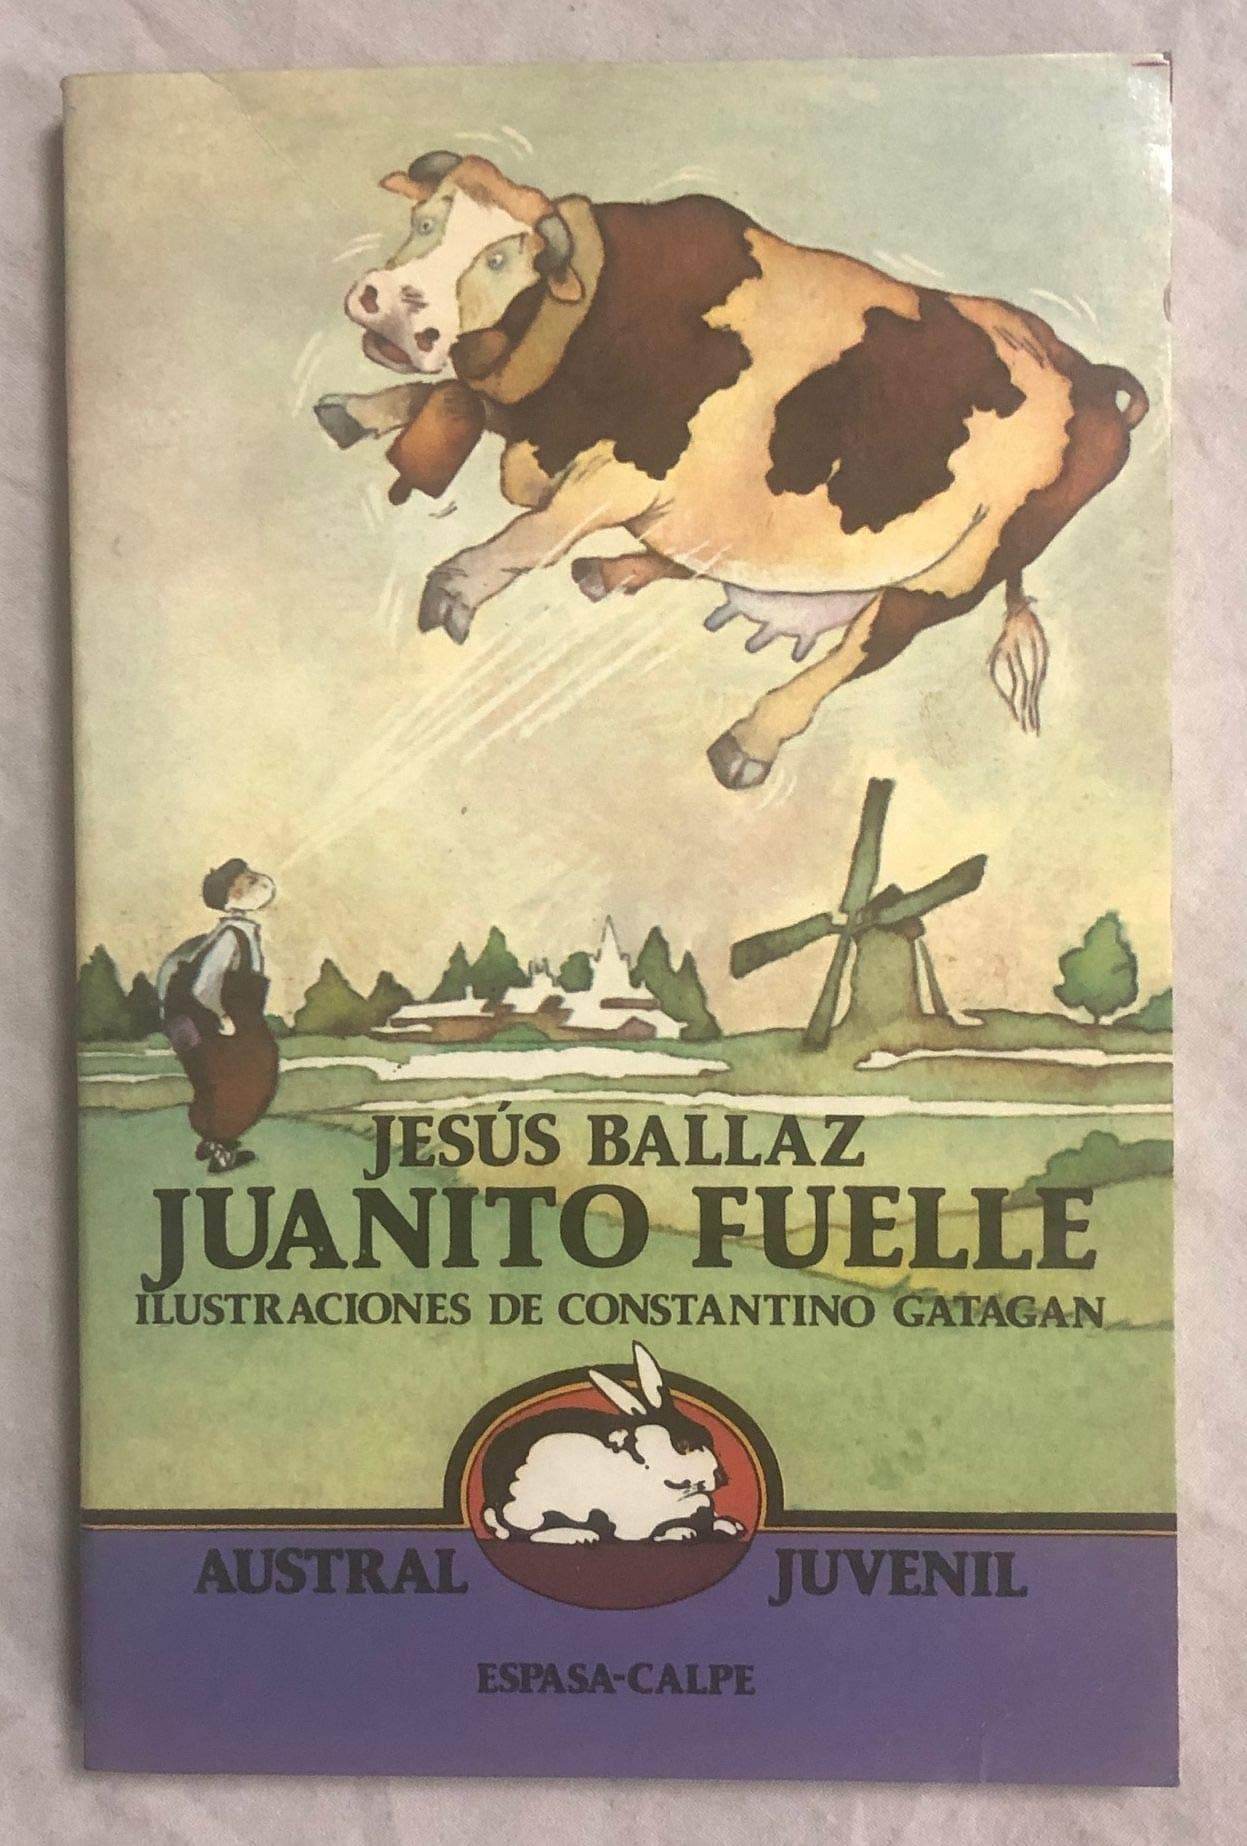 JESÚS BALLAZ
JUANITO FUELLE
ILUSTRACIONES DE CONSTANTINO GATAGAN
AUSTRAL JUVENIL
ESPASA-CALPE